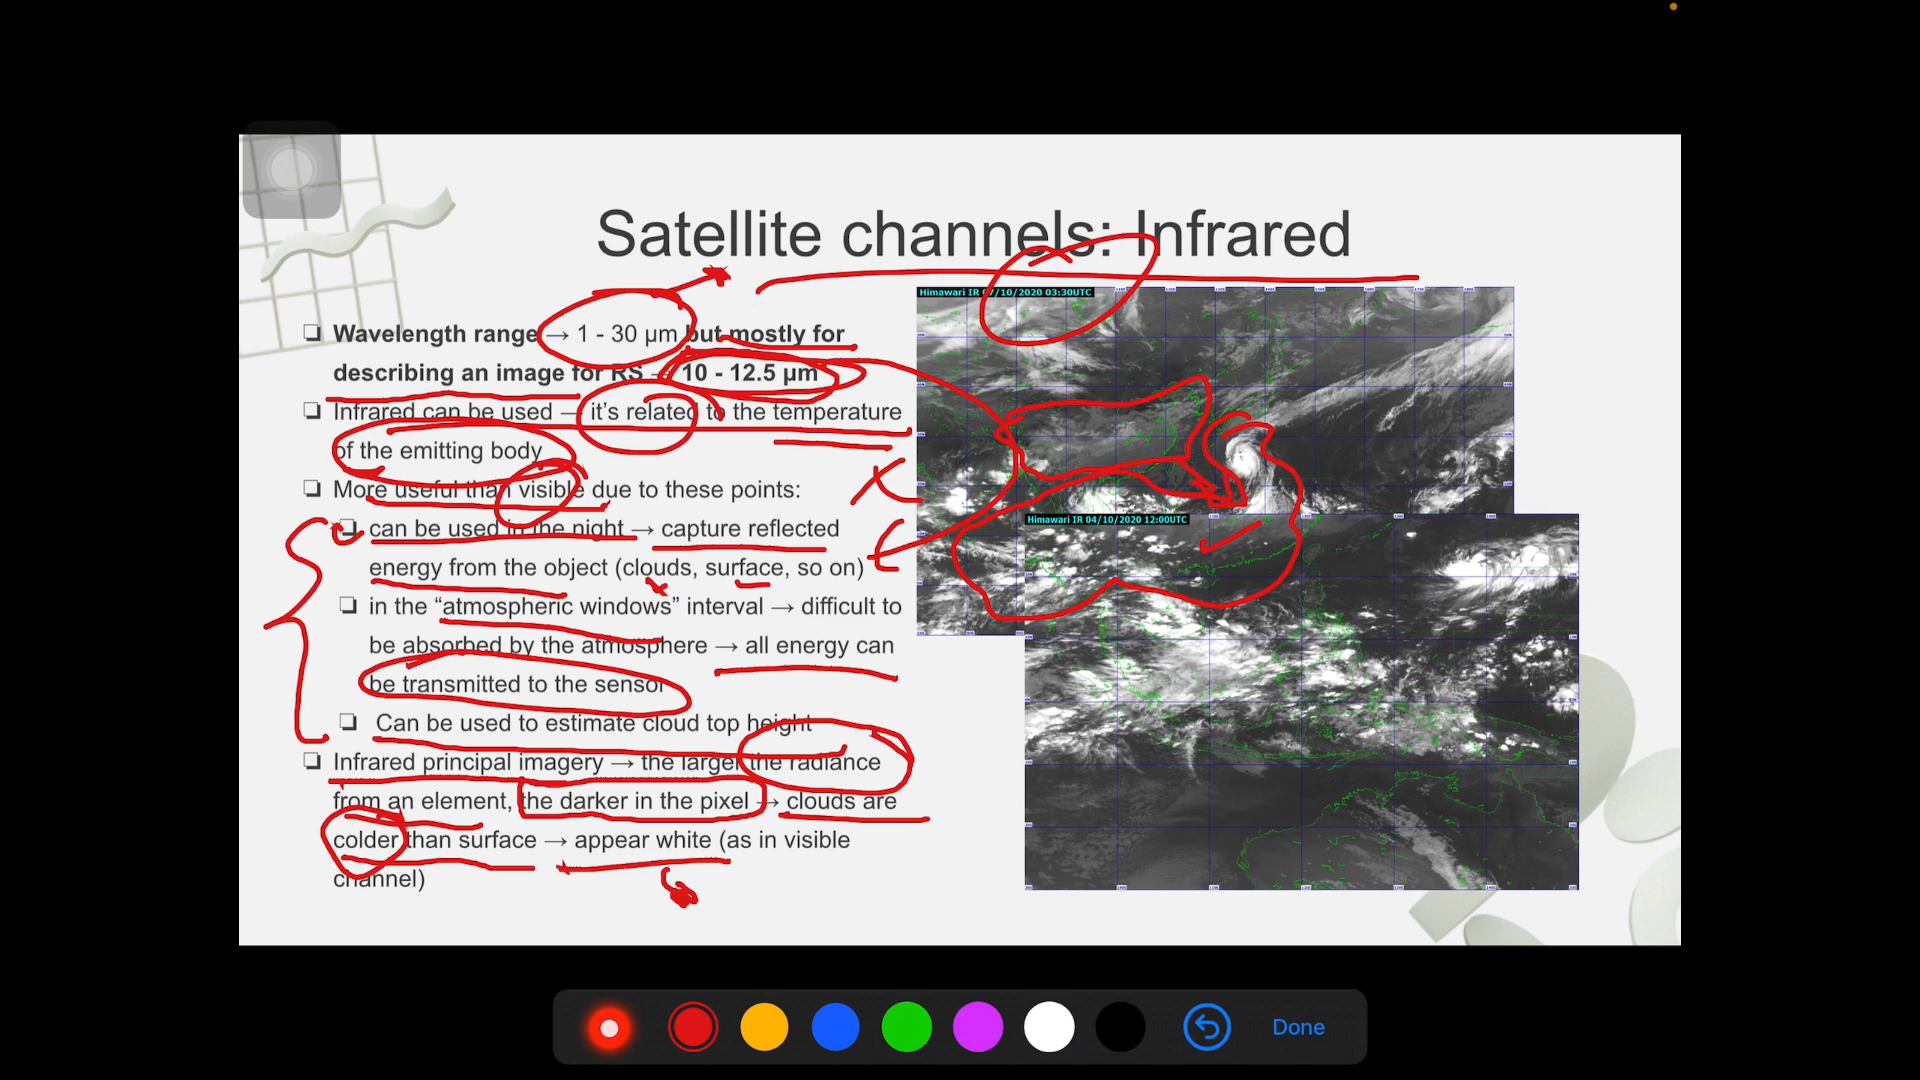 Satellite channels: Infrared
Wavelength range → 1 - 30 μm but mostly for
describing an image for RS → 10 - 12.5 μm
Infrared can be used → it's related to the temperature
of the emitting body
More useful than visible due to these points:
can be used in the night → capture reflected
energy from the object (clouds, surface, so on)
in the “atmospheric windows” interval → difficult to
be absorbed by the atmosphere → all energy can
be transmitted to the sensor
Can be used to estimate cloud top height
Infrared principal imagery → the larger the radiance
from an element, the darker in the pixel → clouds are
colder than surface → appear white (as in visible
channel)
Himawari IR /10/2020 03:30UTC
Himawari IR 04/10/2020 12:00UTC
Done